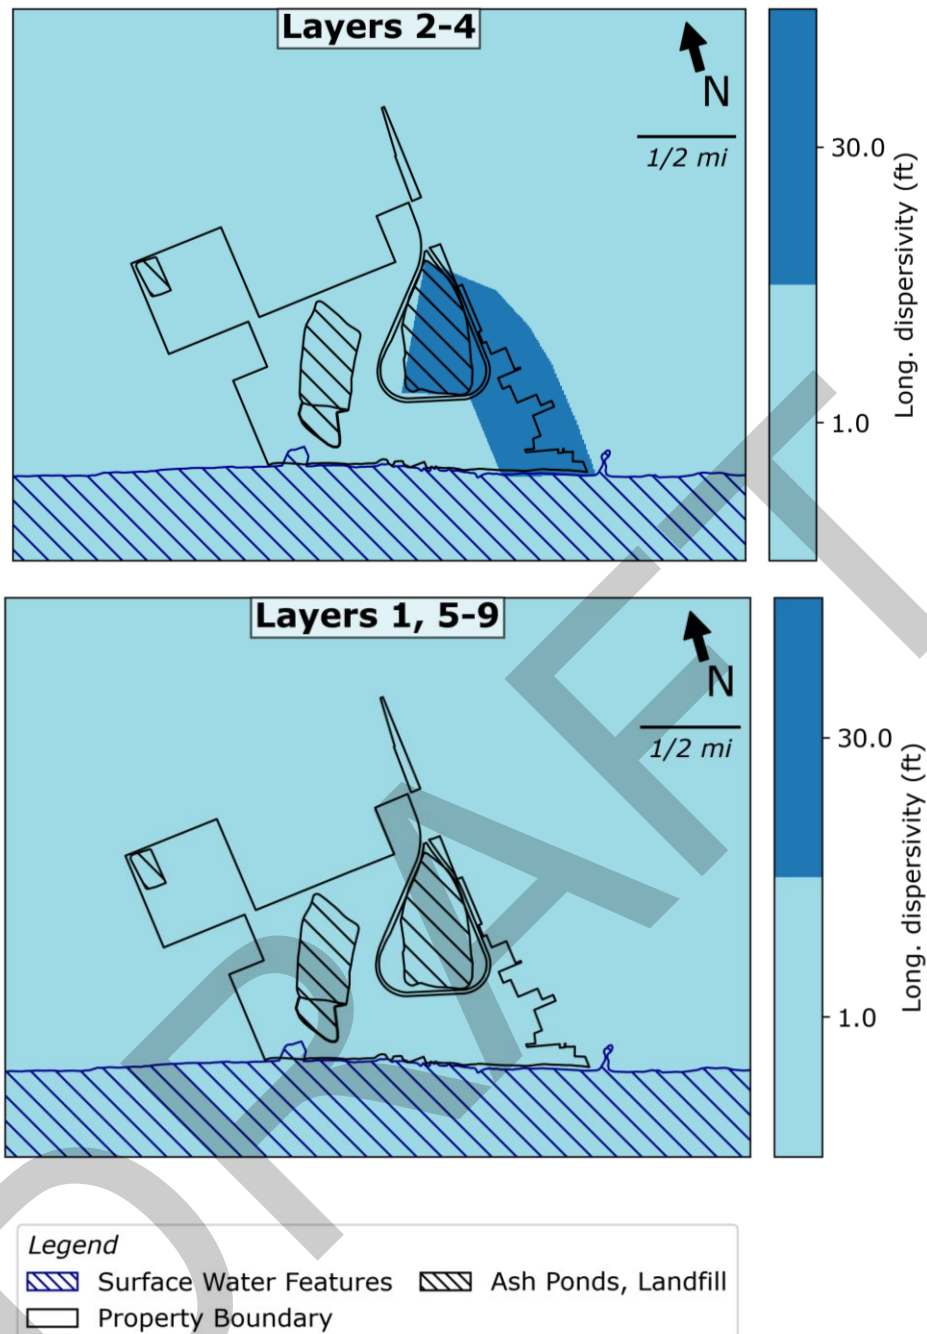 Layers 2-4
N
1/2 mi
30.0
1.0
Long. dispersivity (ft)
Layers 1, 5-9
N
1/2 mi
30.0
1.0
Long. dispersivity (ft)
DRAFT
Legend
Surface Water Features
Ash Ponds, Landfill
Property Boundary